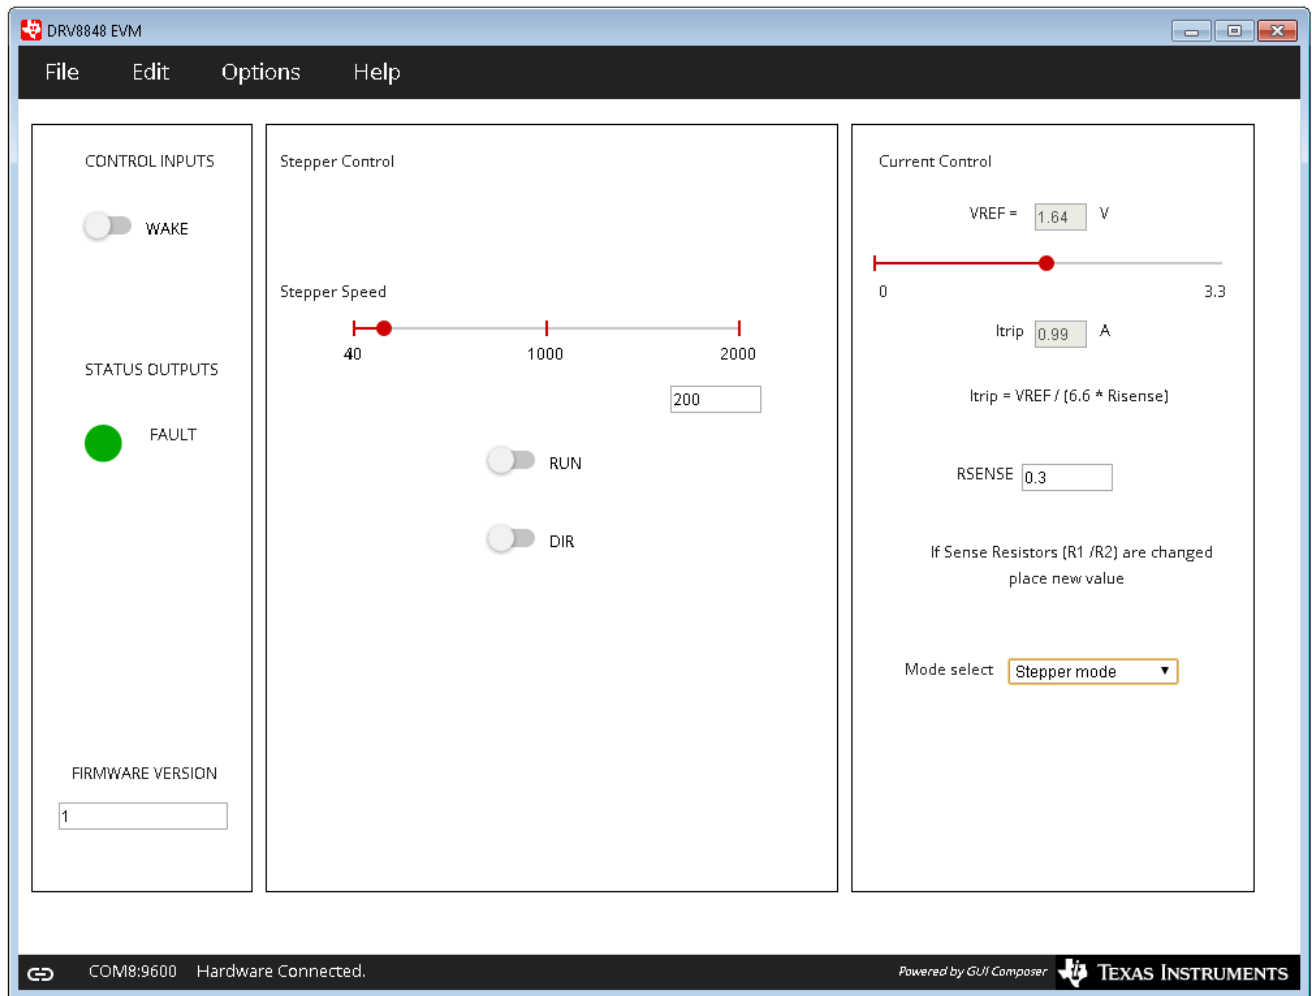 DRV8848 EVM
File Edit Options Help
CONTROL INPUTS
WAKE
STATUS OUTPUTS
FAULT
FIRMWARE VERSION
1
Stepper Control
Stepper Speed
40 1000 2000
200
RUN
DIR
Current Control
VREF = 1.64 V
0 3.3
Itrip 0.99 A
Itrip = VREF / (6.6 * Risense)
RSENSE 0.3
If Sense Resistors (R1 /R2) are changed
place new value
Mode select Stepper mode
COM8:9600 Hardware Connected.
Powered by GUI Composer TEXAS INSTRUMENTS